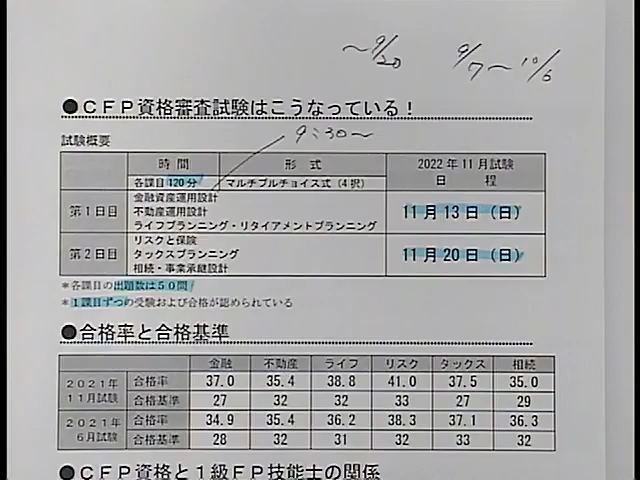 ～9/20　9/7～10/6
●ＣＦＰ資格審査試験はこうなっている！
9:30～
試験概要
時間　形式　2022年11月試験
各課目120分　マルチプルチョイス式（4択）　日程
第1日目　金融資産運用設計　11月13日（日）
不動産運用設計
ライフプランニング・リタイアメントプランニング
第2日目　リスクと保険　11月20日（日）
タックスプランニング
相続・事業承継設計
＊各課目の出題数は５０問
＊１課目ずつの受験および合格が認められている
●合格率と合格基準
金融　不動産　ライフ　リスク　タックス　相続
２０２１年　合格率　37.0　35.4　38.8　41.0　37.5　35.0
１１月試験　合格基準　27　32　32　33　27　29
２０２１年　合格率　34.9　35.4　36.2　38.3　37.1　36.3
６月試験　合格基準　28　32　31　32　33　32
●ＣＦＰ資格と１級ＦＰ技能士の関係